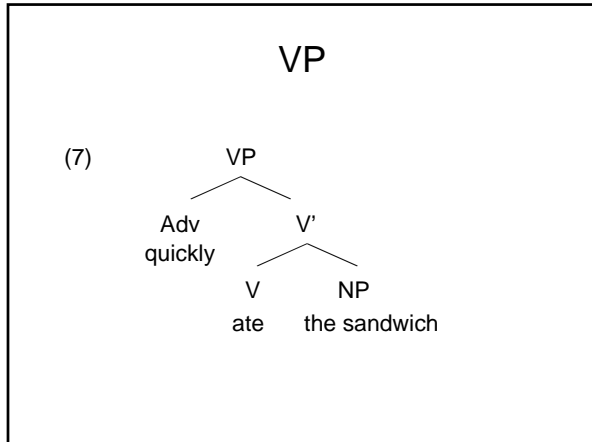 VP
(7) VP
Adv V’
quickly
V NP
ate the sandwich